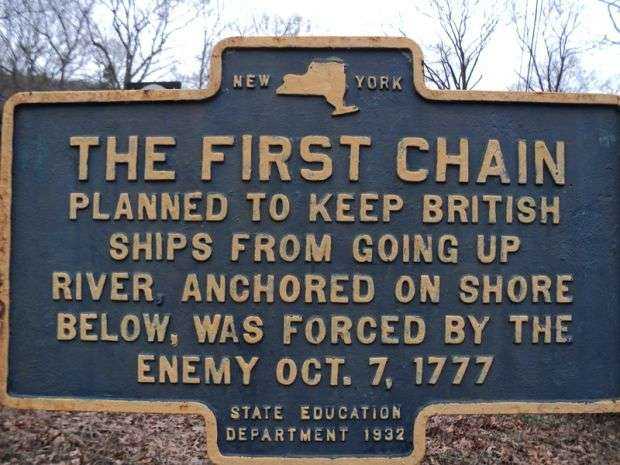 NEW YORK
THE FIRST CHAIN
PLANNED TO KEEP BRITISH
SHIPS FROM GOING UP
RIVER, ANCHORED ON SHORE
BELOW, WAS FORCED BY THE
ENEMY OCT. 7, 1777
STATE EDUCATION
DEPARTMENT 1932